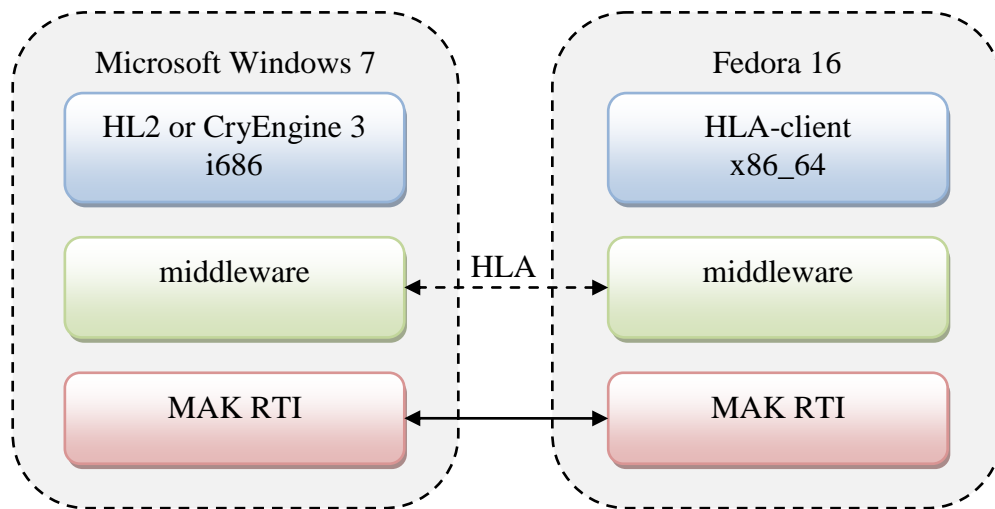 Microsoft Windows 7
HL2 or CryEngine 3
i686
middleware
MAK RTI
HLA
Fedora 16
HLA-client
x86_64
middleware
MAK RTI